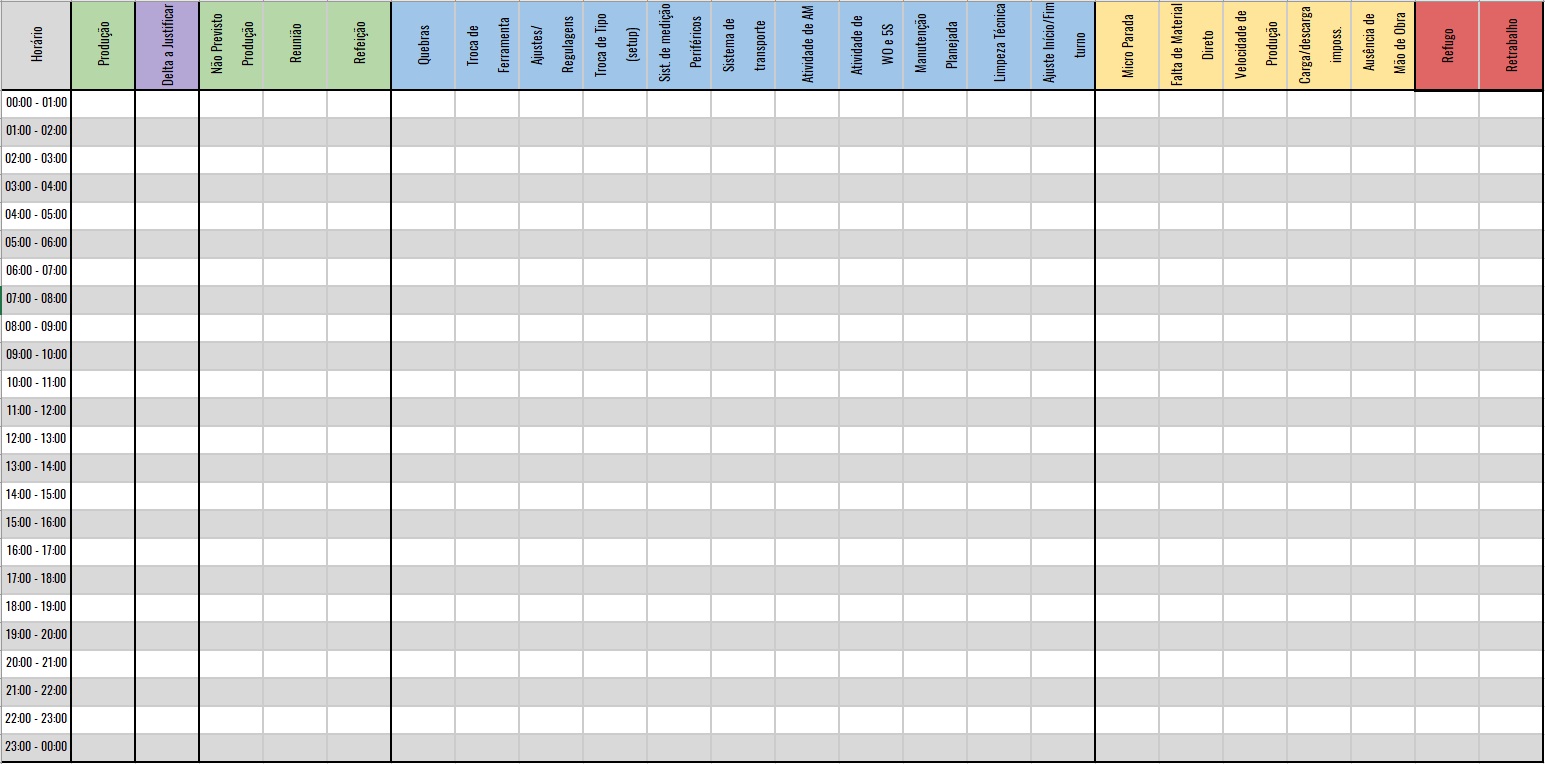 Horário
Produção
Delta a Justificar
Não Previsto
Produção
Reunião
Refeição
Quebras
Troca de
Ferramenta
Ajustes/
Regulagens
Troca de Tipo
(setup)
Sist. de medição
Periféricos
Sistema de
transporte
Atividade de AM
Atividade de
WO e 5S
Manutenção
Planejada
Limpeza Técnica
Ajuste Início/Fim
turno
Micro Parada
Falta de Material
Direto
Velocidade de
Produção
Carga/descarga
imposs.
Ausência de
Mão de Obra
Refugo
Retrabalho
00:00 - 01:00
01:00 - 02:00
02:00 - 03:00
03:00 - 04:00
04:00 - 05:00
05:00 - 06:00
06:00 - 07:00
07:00 - 08:00
08:00 - 09:00
09:00 - 10:00
10:00 - 11:00
11:00 - 12:00
12:00 - 13:00
13:00 - 14:00
14:00 - 15:00
15:00 - 16:00
16:00 - 17:00
17:00 - 18:00
18:00 - 19:00
19:00 - 20:00
20:00 - 21:00
21:00 - 22:00
22:00 - 23:00
23:00 - 00:00